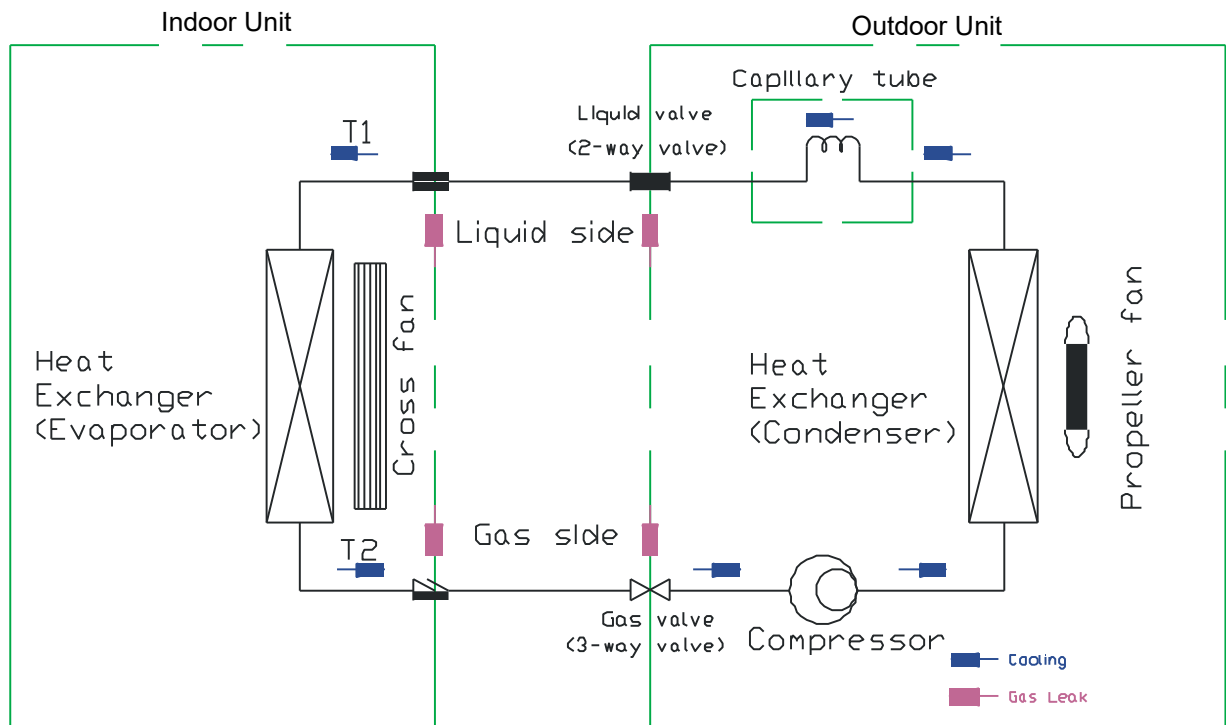 Indoor Unit
Outdoor Unit
Capillary tube
Liquid valve
(2-way valve)
T1
Liquid side
Heat
Exchanger
(Evaporator)
Cross fan
Heat
Exchanger
(Condenser)
Propeller fan
Gas side
T2
Gas valve
(3-way valve)
Compressor
Cooling
Gas Leak